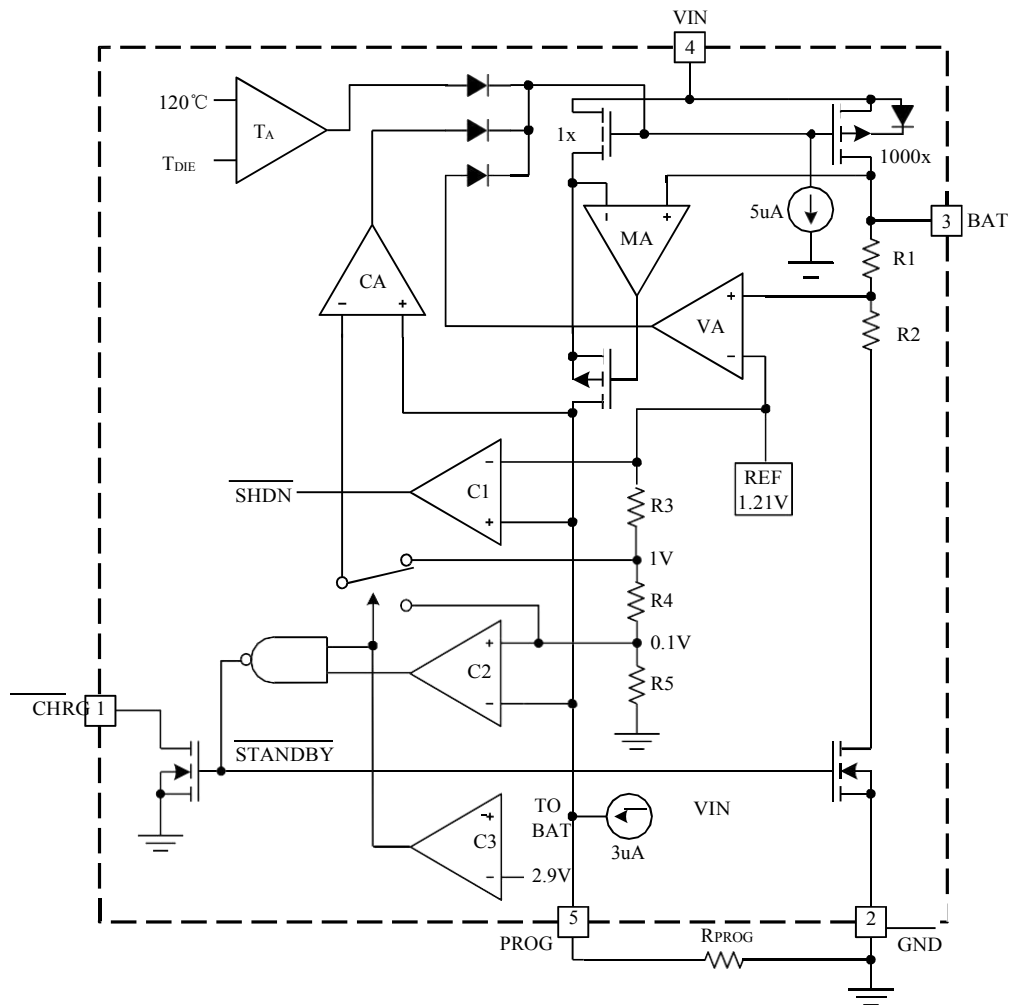 VIN
4
120℃
TA
TDIE
1x
1000x
5uA
3 BAT
MA
R1
CA
VA
R2
- +
+ -
REF
1.21V
SHDN
C1
R3
1V
R4
0.1V
C2
R5
CHRG 1
STANDBY
TO
BAT
VIN
C3
3uA
2.9V
5
2
PROG
RPROG
GND